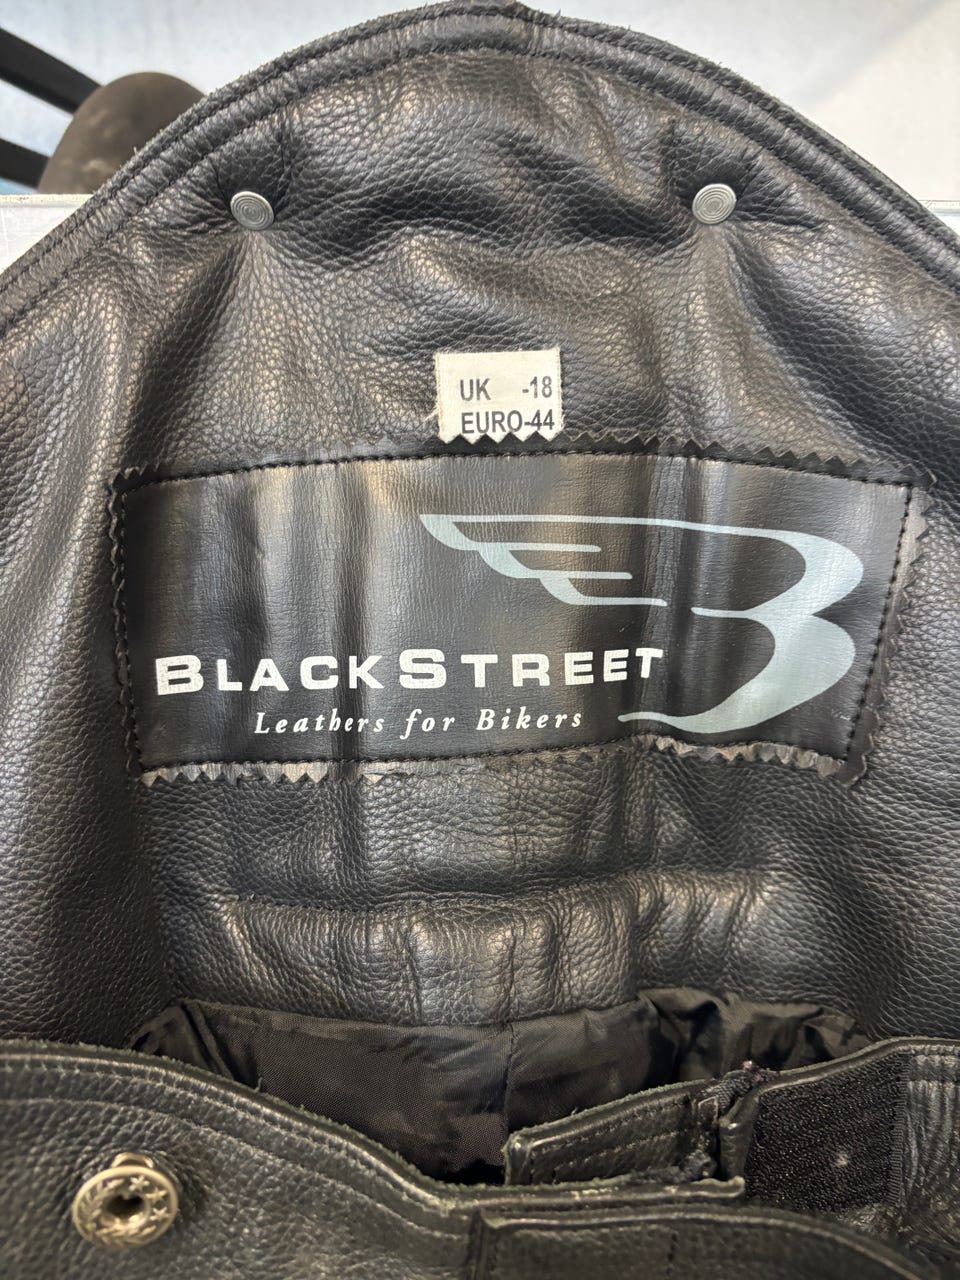 UK -18
EURO-44
BLACKSTREET
Leathers for Bikers